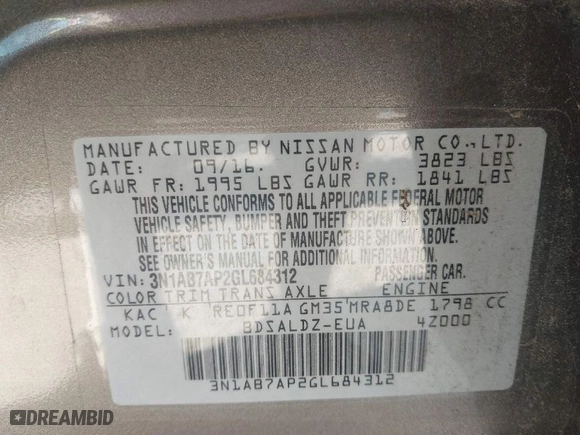 MANUFACTURED BY NISSAN MOTOR CO., LTD.
DATE: 09/16. GVWR: 3823 LBS
GAWR FR: 1995 LBS GAWR RR: 1841 LBS
THIS VEHICLE CONFORMS TO ALL APPLICABLE FEDERAL MOTOR
VEHICLE SAFETY, BUMPER AND THEFT PREVENTION STANDARDS
IN EFFECT ON THE DATE OF MANUFACTURE SHOWN ABOVE.
SEE OWNER'S MANUAL FOR ADDITIONAL INFORMATION.
VIN: 3N1AB7AP2GL684312 PASSENGER CAR.
COLOR TRIM TRANS AXLE ENGINE
KAC K RE0F11A GM35 MRA8DE 1798 CC
MODEL: BDSALDZ-EUA 4Z000
3N1AB7AP2GL684312
DREAMBID